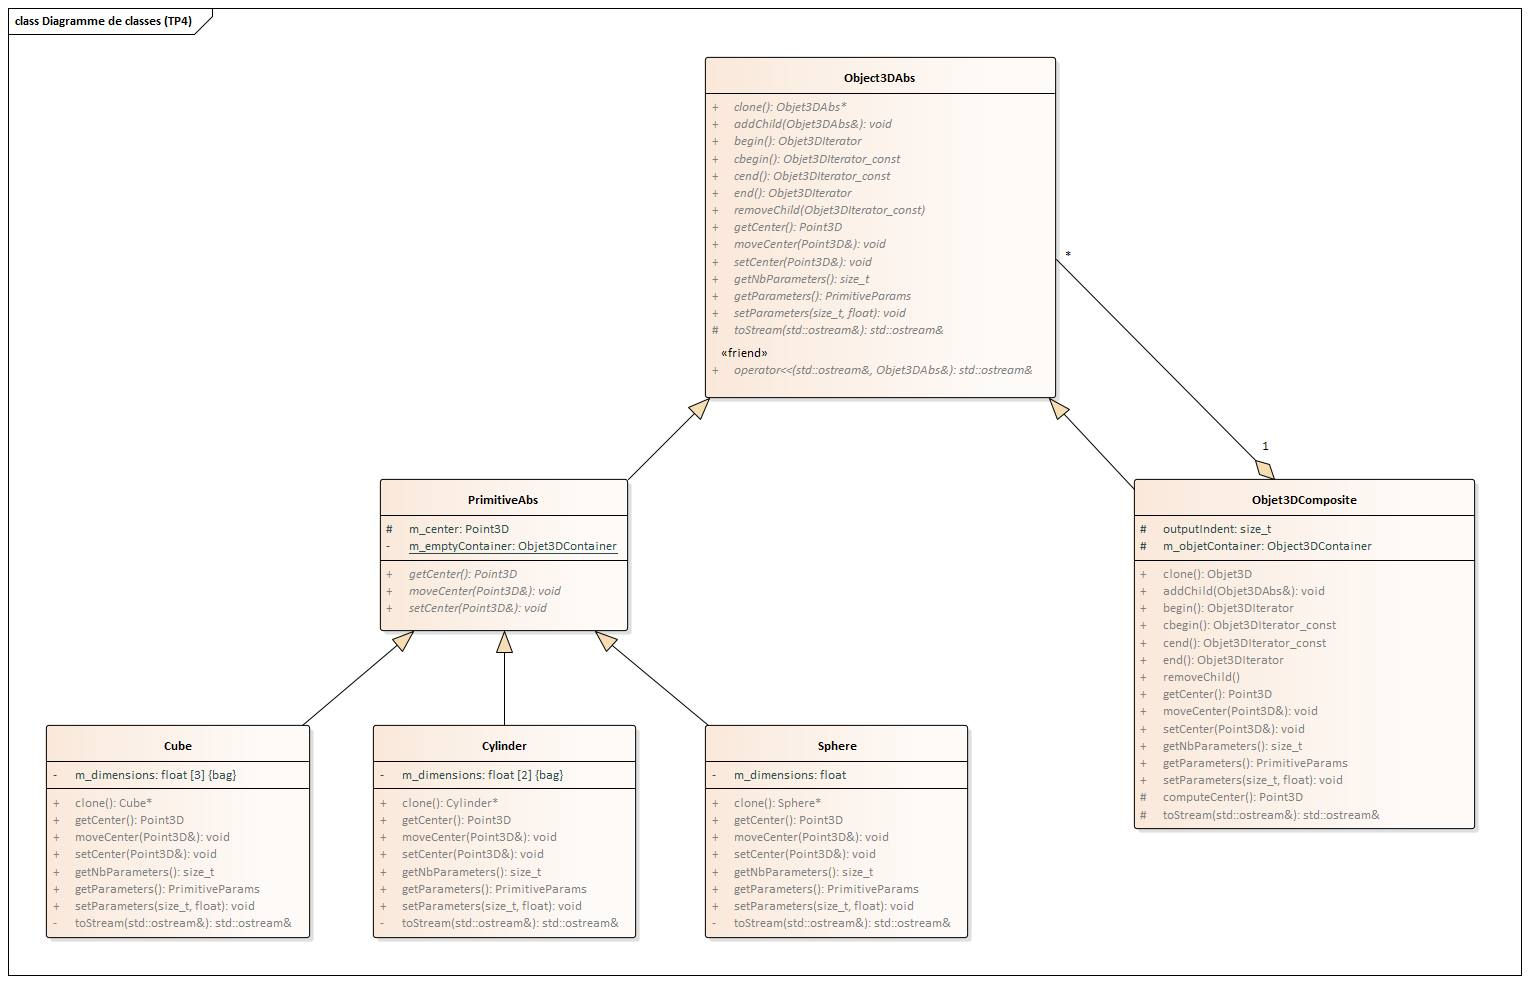 class Diagramme de classes (TP4)
Object3DAbs
+ clone(): Objet3DAbs*
+ addChild(Objet3DAbs&): void
+ begin(): Objet3DIterator
+ cbegin(): Objet3DIterator_const
+ cend(): Objet3DIterator_const
+ end(): Objet3DIterator
+ removeChild(Objet3DIterator_const)
+ getCenter(): Point3D
+ moveCenter(Point3D&): void
+ setCenter(Point3D&): void
+ getNbParameters(): size_t
+ getParameters(): PrimitiveParams
+ setParameters(size_t, float): void
# toStream(std::ostream&): std::ostream&
«friend»
+ operator<<(std::ostream&, Objet3DAbs&): std::ostream&
*
1
PrimitiveAbs
# m_center: Point3D
- m_emptyContainer: Objet3DContainer
+ getCenter(): Point3D
+ moveCenter(Point3D&): void
+ setCenter(Point3D&): void
Objet3DComposite
# outputIndent: size_t
# m_objetContainer: Object3DContainer
+ clone(): Objet3D
+ addChild(Objet3DAbs&): void
+ begin(): Objet3DIterator
+ cbegin(): Objet3DIterator_const
+ cend(): Objet3DIterator_const
+ end(): Objet3DIterator
+ removeChild()
+ getCenter(): Point3D
+ moveCenter(Point3D&): void
+ setCenter(Point3D&): void
+ getNbParameters(): size_t
+ getParameters(): PrimitiveParams
+ setParameters(size_t, float): void
# computeCenter(): Point3D
# toStream(std::ostream&): std::ostream&
Cube
- m_dimensions: float [3] {bag}
+ clone(): Cube*
+ getCenter(): Point3D
+ moveCenter(Point3D&): void
+ setCenter(Point3D&): void
+ getNbParameters(): size_t
+ getParameters(): PrimitiveParams
+ setParameters(size_t, float): void
- toStream(std::ostream&): std::ostream&
Cylinder
- m_dimensions: float [2] {bag}
+ clone(): Cylinder*
+ getCenter(): Point3D
+ moveCenter(Point3D&): void
+ setCenter(Point3D&): void
+ getNbParameters(): size_t
+ getParameters(): PrimitiveParams
+ setParameters(size_t, float): void
- toStream(std::ostream&): std::ostream&
Sphere
- m_dimensions: float
+ clone(): Sphere*
+ getCenter(): Point3D
+ moveCenter(Point3D&): void
+ setCenter(Point3D&): void
+ getNbParameters(): size_t
+ getParameters(): PrimitiveParams
+ setParameters(size_t, float): void
- toStream(std::ostream&): std::ostream&